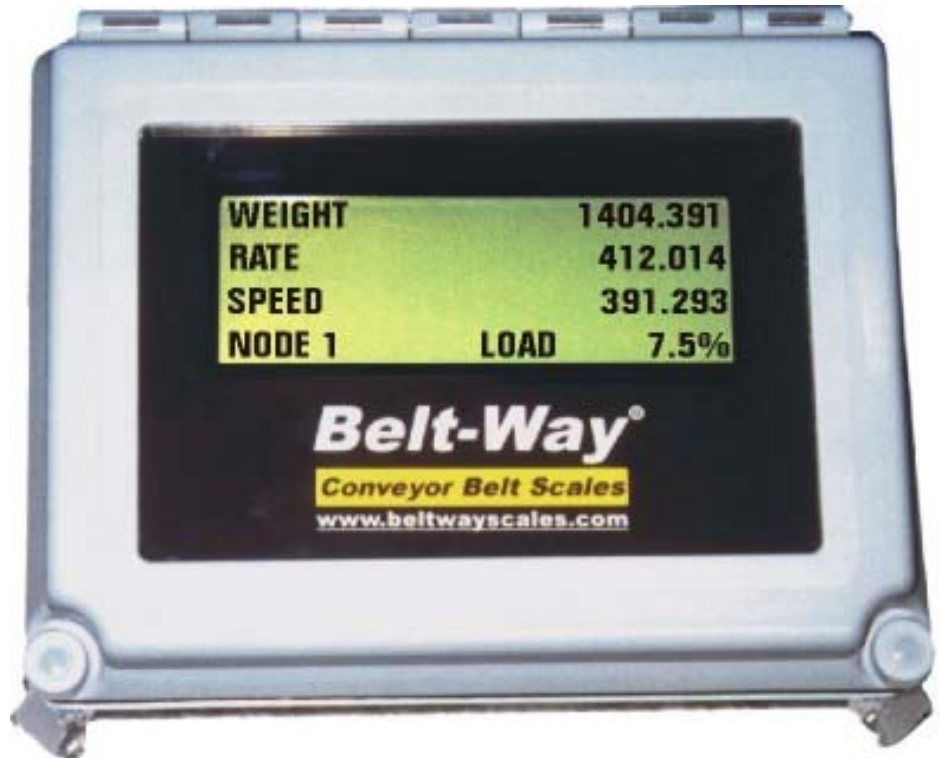 WEIGHT 1404.391
RATE 412.014
SPEED 391.293
NODE 1 LOAD 7.5%
Belt-Way®
Conveyor Belt Scales
www.beltwayscales.com